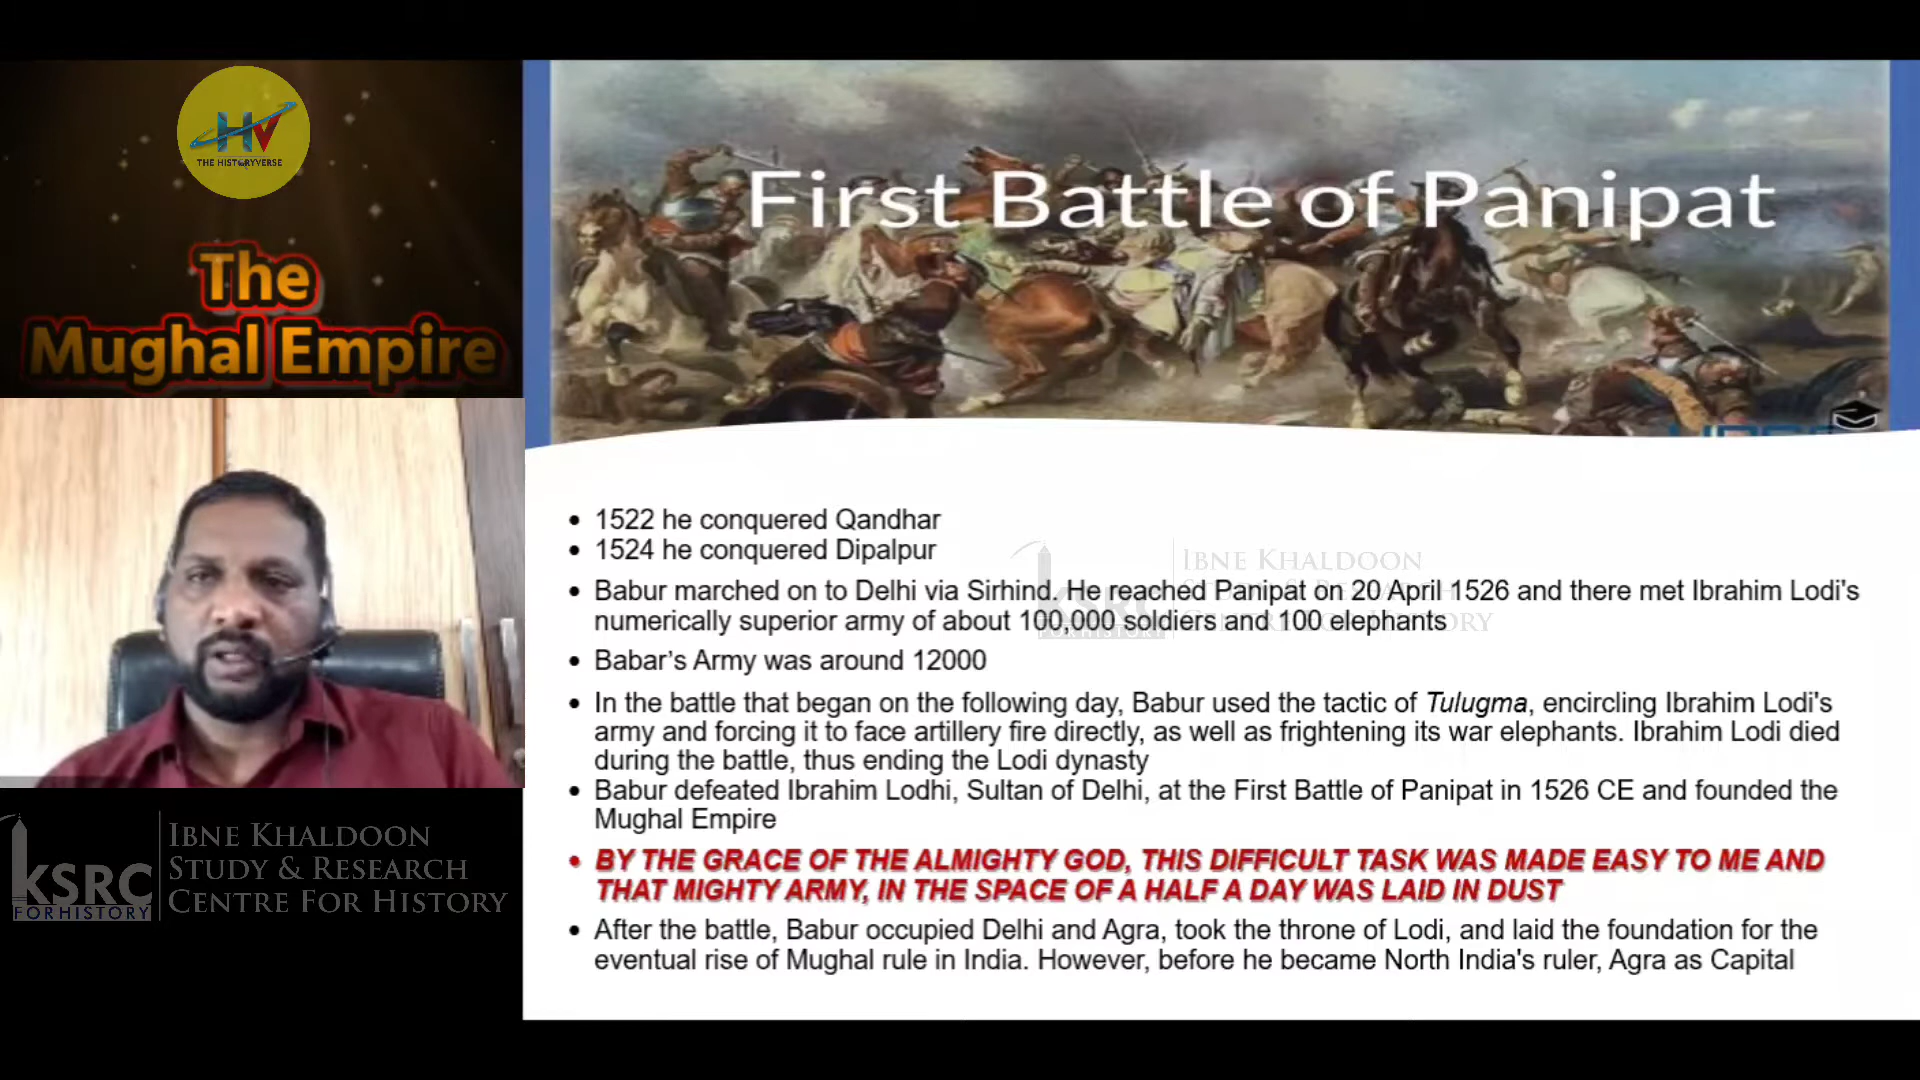 HV
THE HISTORYVERSE
The
Mughal Empire
First Battle of Panipat
• 1522 he conquered Qandhar
• 1524 he conquered Dipalpur
• Babur marched on to Delhi via Sirhind. He reached Panipat on 20 April 1526 and there met Ibrahim Lodi's
numerically superior army of about 100,000 soldiers and 100 elephants
• Babar’s Army was around 12000
• In the battle that began on the following day, Babur used the tactic of Tulugma, encircling Ibrahim Lodi's
army and forcing it to face artillery fire directly, as well as frightening its war elephants. Ibrahim Lodi died
during the battle, thus ending the Lodi dynasty
• Babur defeated Ibrahim Lodhi, Sultan of Delhi, at the First Battle of Panipat in 1526 CE and founded the
Mughal Empire
• BY THE GRACE OF THE ALMIGHTY GOD, THIS DIFFICULT TASK WAS MADE EASY TO ME AND
THAT MIGHTY ARMY, IN THE SPACE OF A HALF A DAY WAS LAID IN DUST
• After the battle, Babur occupied Delhi and Agra, took the throne of Lodi, and laid the foundation for the
eventual rise of Mughal rule in India. However, before he became North India's ruler, Agra as Capital
KSRC
FOR HISTORY
IBNE KHALDOON
STUDY & RESEARCH
CENTRE FOR HISTORY
KSRC
FOR HISTORY
IBNE KHALDOON
STUDY & RESEARCH
CENTRE FOR HISTORY